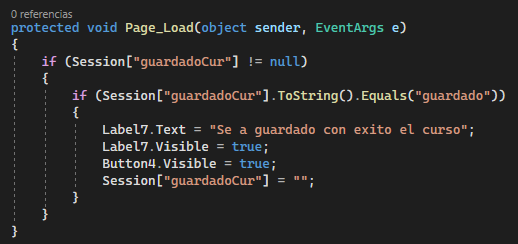 0 referencias
protected void Page_Load(object sender, EventArgs e)
{
if (Session["guardadoCur"] != null)
{
if (Session["guardadoCur"].ToString().Equals("guardado"))
{
Label7.Text = "Se a guardado con exito el curso";
Label7.Visible = true;
Button4.Visible = true;
Session["guardadoCur"] = "";
}
}
}